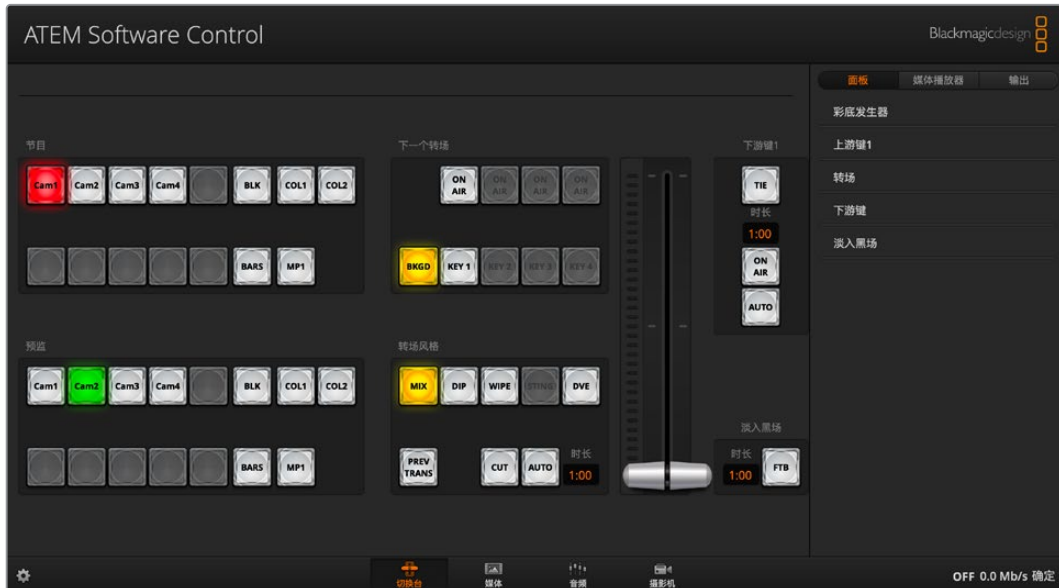 ATEM Software Control
Blackmagicdesign
面板 媒体播放器 输出
彩底发生器
上游键1
转场
下游键
淡入黑场
节目
Cam1 Cam2 Cam3 Cam4 BLK COL1 COL2
BARS MP1
下一个转场
ON AIR ON AIR ON AIR ON AIR
BKGD KEY 1 KEY 2 KEY 3 KEY 4
下游键1
TIE
时长
1:00
ON AIR
AUTO
预监
Cam1 Cam2 Cam3 Cam4 BLK COL1 COL2
BARS MP1
转场风格
MIX DIP WIPE STING DVE
PREV TRANS CUT AUTO
时长
1:00
淡入黑场
时长
1:00
FTB
切换台 媒体 音频 摄影机
OFF 0.0 Mb/s 确定